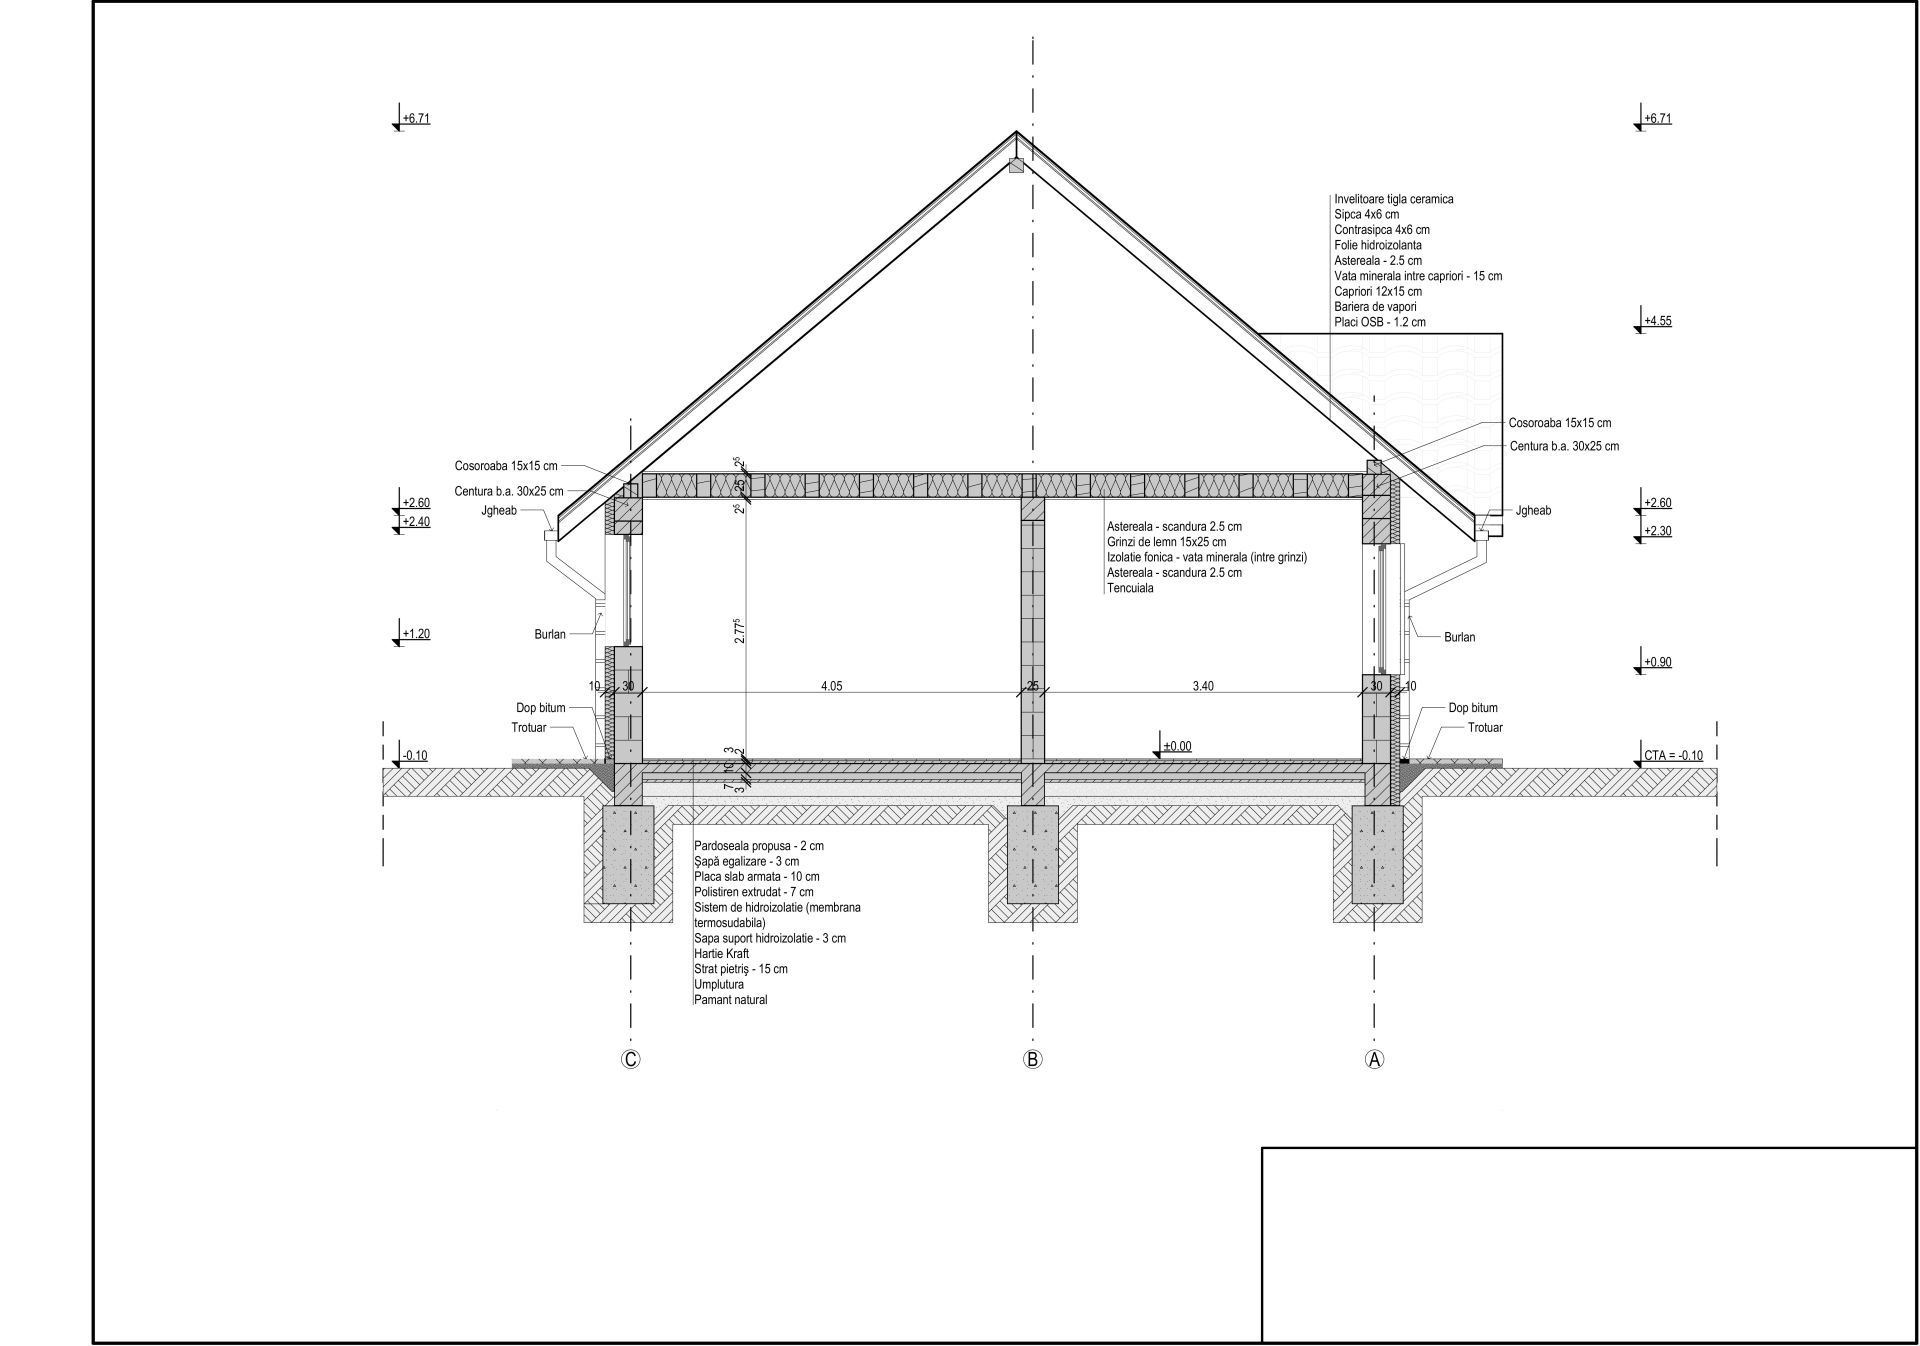 +6.71
+6.71
Invelitoare tigla ceramica
Sipca 4x6 cm
Contrasipca 4x6 cm
Folie hidroizolanta
Astereala - 2.5 cm
Vata minerala intre capriori - 15 cm
Capriori 12x15 cm
Bariera de vapori
Placi OSB - 1.2 cm
+4.55
Cosoroaba 15x15 cm
Centura b.a. 30x25 cm
Cosoroaba 15x15 cm
Centura b.a. 30x25 cm
Jgheab
+2.60
+2.40
2⁵
25
2⁵
Jgheab
+2.60
+2.30
Astereala - scandura 2.5 cm
Grinzi de lemn 15x25 cm
Izolatie fonica - vata minerala (intre grinzi)
Astereala - scandura 2.5 cm
Tencuiala
+1.20
Burlan
2.77⁵
Burlan
+0.90
10
30
4.05
25
3.40
30
10
Dop bitum
Trotuar
Dop bitum
Trotuar
-0.10
3
2
10
7
3
±0.00
CTA = -0.10
Pardoseala propusa - 2 cm
Şapă egalizare - 3 cm
Placa slab armata - 10 cm
Polistiren extrudat - 7 cm
Sistem de hidroizolatie (membrana
termosudabila)
Sapa suport hidroizolatie - 3 cm
Hartie Kraft
Strat pietriş - 15 cm
Umplutura
Pamant natural
C
B
A